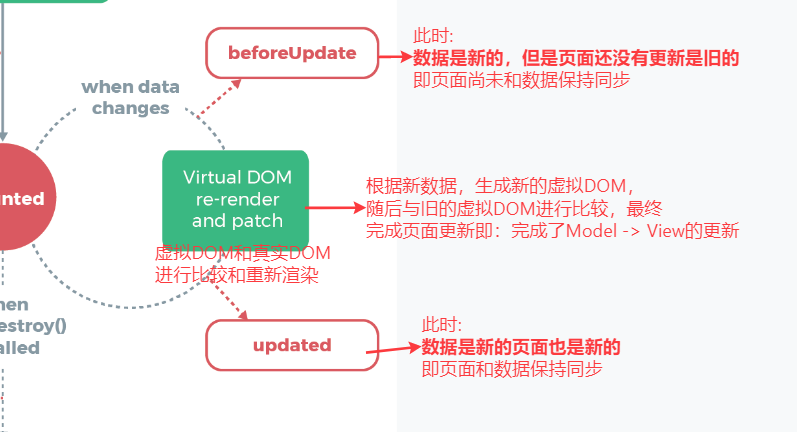 beforeUpdate
此时:
数据是新的，但是页面还没有更新是旧的
即页面尚未和数据保持同步
when data
changes
Virtual DOM
re-render
and patch
根据新数据，生成新的虚拟DOM，
随后与旧的虚拟DOM进行比较，最终
完成页面更新即：完成了Model -> View的更新
unted
虚拟DOM和真实DOM
进行比较和重新渲染
hen
estroy()
alled
updated
此时:
数据是新的页面也是新的
即页面和数据保持同步